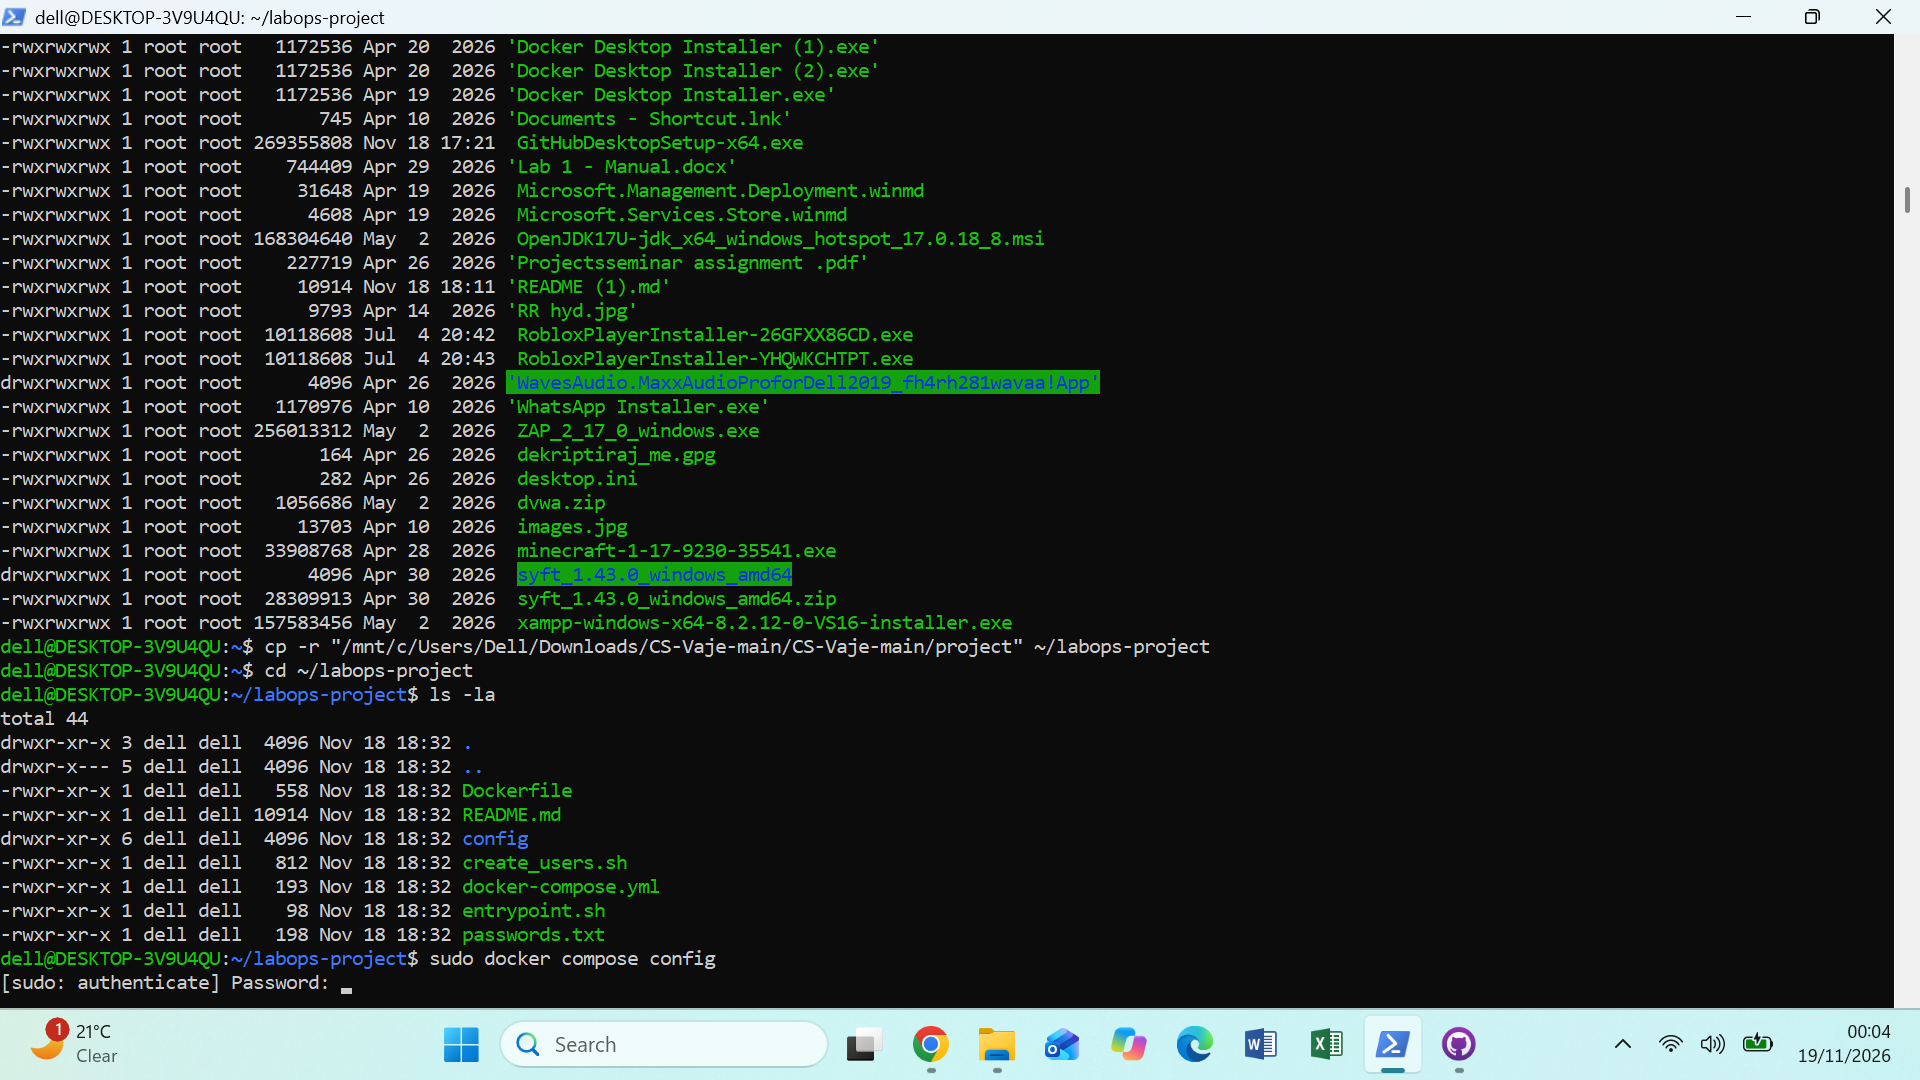 dell@DESKTOP-3V9U4QU: ~/labops-project
-rwxrwxrwx 1 root root   1172536 Apr 20  2026 'Docker Desktop Installer (1).exe'
-rwxrwxrwx 1 root root   1172536 Apr 20  2026 'Docker Desktop Installer (2).exe'
-rwxrwxrwx 1 root root   1172536 Apr 19  2026 'Docker Desktop Installer.exe'
-rwxrwxrwx 1 root root       745 Apr 10  2026 'Documents - Shortcut.lnk'
-rwxrwxrwx 1 root root 269355808 Nov 18 17:21  GitHubDesktopSetup-x64.exe
-rwxrwxrwx 1 root root    744409 Apr 29  2026 'Lab 1 - Manual.docx'
-rwxrwxrwx 1 root root     31648 Apr 19  2026  Microsoft.Management.Deployment.winmd
-rwxrwxrwx 1 root root      4608 Apr 19  2026  Microsoft.Services.Store.winmd
-rwxrwxrwx 1 root root 168304640 May  2  2026  OpenJDK17U-jdk_x64_windows_hotspot_17.0.18_8.msi
-rwxrwxrwx 1 root root    227719 Apr 26  2026 'Projectsseminar assignment .pdf'
-rwxrwxrwx 1 root root     10914 Nov 18 18:11 'README (1).md'
-rwxrwxrwx 1 root root      9793 Apr 14  2026 'RR hyd.jpg'
-rwxrwxrwx 1 root root  10118608 Jul  4 20:42  RobloxPlayerInstaller-26GFXX86CD.exe
-rwxrwxrwx 1 root root  10118608 Jul  4 20:43  RobloxPlayerInstaller-YHQWKCHTPT.exe
drwxrwxrwx 1 root root      4096 Apr 26  2026 'WavesAudio.MaxxAudioProforDell2019_fh4rh281wavaa!App'
-rwxrwxrwx 1 root root   1170976 Apr 10  2026 'WhatsApp Installer.exe'
-rwxrwxrwx 1 root root 256013312 May  2  2026  ZAP_2_17_0_windows.exe
-rwxrwxrwx 1 root root       164 Apr 26  2026  dekriptiraj_me.gpg
-rwxrwxrwx 1 root root       282 Apr 26  2026  desktop.ini
-rwxrwxrwx 1 root root   1056686 May  2  2026  dvwa.zip
-rwxrwxrwx 1 root root     13703 Apr 10  2026  images.jpg
-rwxrwxrwx 1 root root  33908768 Apr 28  2026  minecraft-1-17-9230-35541.exe
drwxrwxrwx 1 root root      4096 Apr 30  2026  syft_1.43.0_windows_amd64
-rwxrwxrwx 1 root root  28309913 Apr 30  2026  syft_1.43.0_windows_amd64.zip
-rwxrwxrwx 1 root root 157583456 May  2  2026  xampp-windows-x64-8.2.12-0-VS16-installer.exe
dell@DESKTOP-3V9U4QU:~$ cp -r "/mnt/c/Users/Dell/Downloads/CS-Vaje-main/CS-Vaje-main/project" ~/labops-project
dell@DESKTOP-3V9U4QU:~$ cd ~/labops-project
dell@DESKTOP-3V9U4QU:~/labops-project$ ls -la
total 44
drwxr-xr-x 3 dell dell  4096 Nov 18 18:32 .
drwxr-x--- 5 dell dell  4096 Nov 18 18:32 ..
-rwxr-xr-x 1 dell dell   558 Nov 18 18:32 Dockerfile
-rwxr-xr-x 1 dell dell 10914 Nov 18 18:32 README.md
drwxr-xr-x 6 dell dell  4096 Nov 18 18:32 config
-rwxr-xr-x 1 dell dell   812 Nov 18 18:32 create_users.sh
-rwxr-xr-x 1 dell dell   193 Nov 18 18:32 docker-compose.yml
-rwxr-xr-x 1 dell dell    98 Nov 18 18:32 entrypoint.sh
-rwxr-xr-x 1 dell dell   198 Nov 18 18:32 passwords.txt
dell@DESKTOP-3V9U4QU:~/labops-project$ sudo docker compose config
[sudo: authenticate] Password:
1
21°C
Clear
Search
00:04
19/11/2026